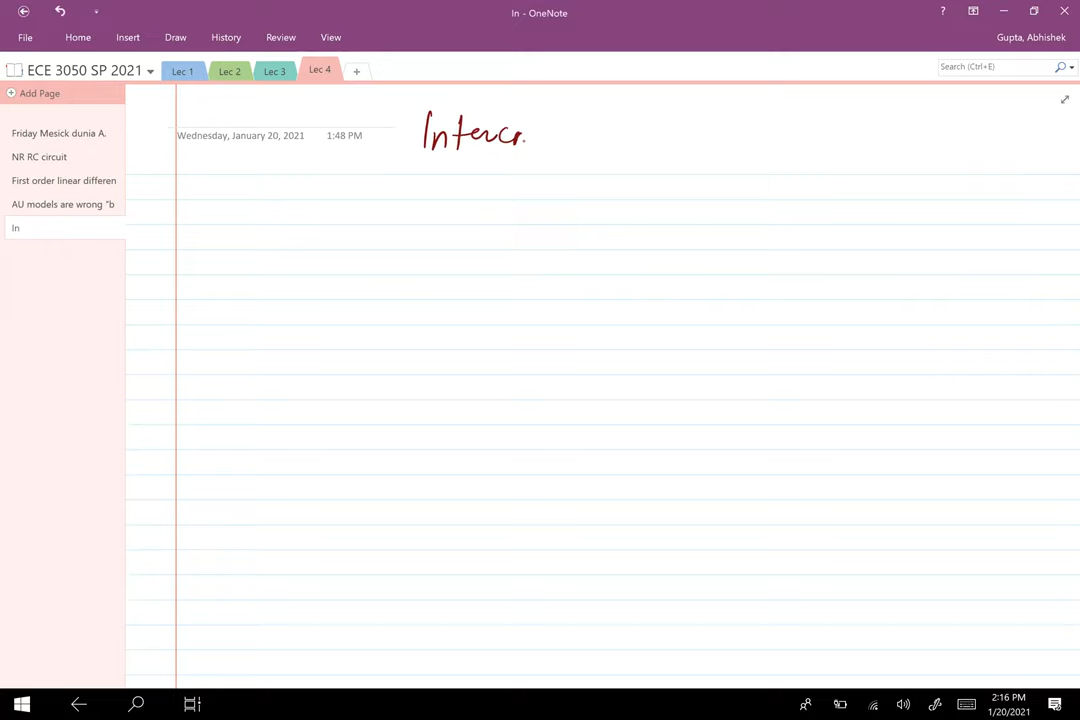 In - OneNote
?
File Home Insert Draw History Review View
Gupta, Abhishek
ECE 3050 SP 2021
Lec 1
Lec 2
Lec 3
Lec 4
+
Search (Ctrl+E)
Add Page
Friday Mesick dunia A.
NR RC circuit
First order linear differen
AU models are wrong "b
In
Wednesday, January 20, 2021 1:48 PM
Interc
2:16 PM
1/20/2021